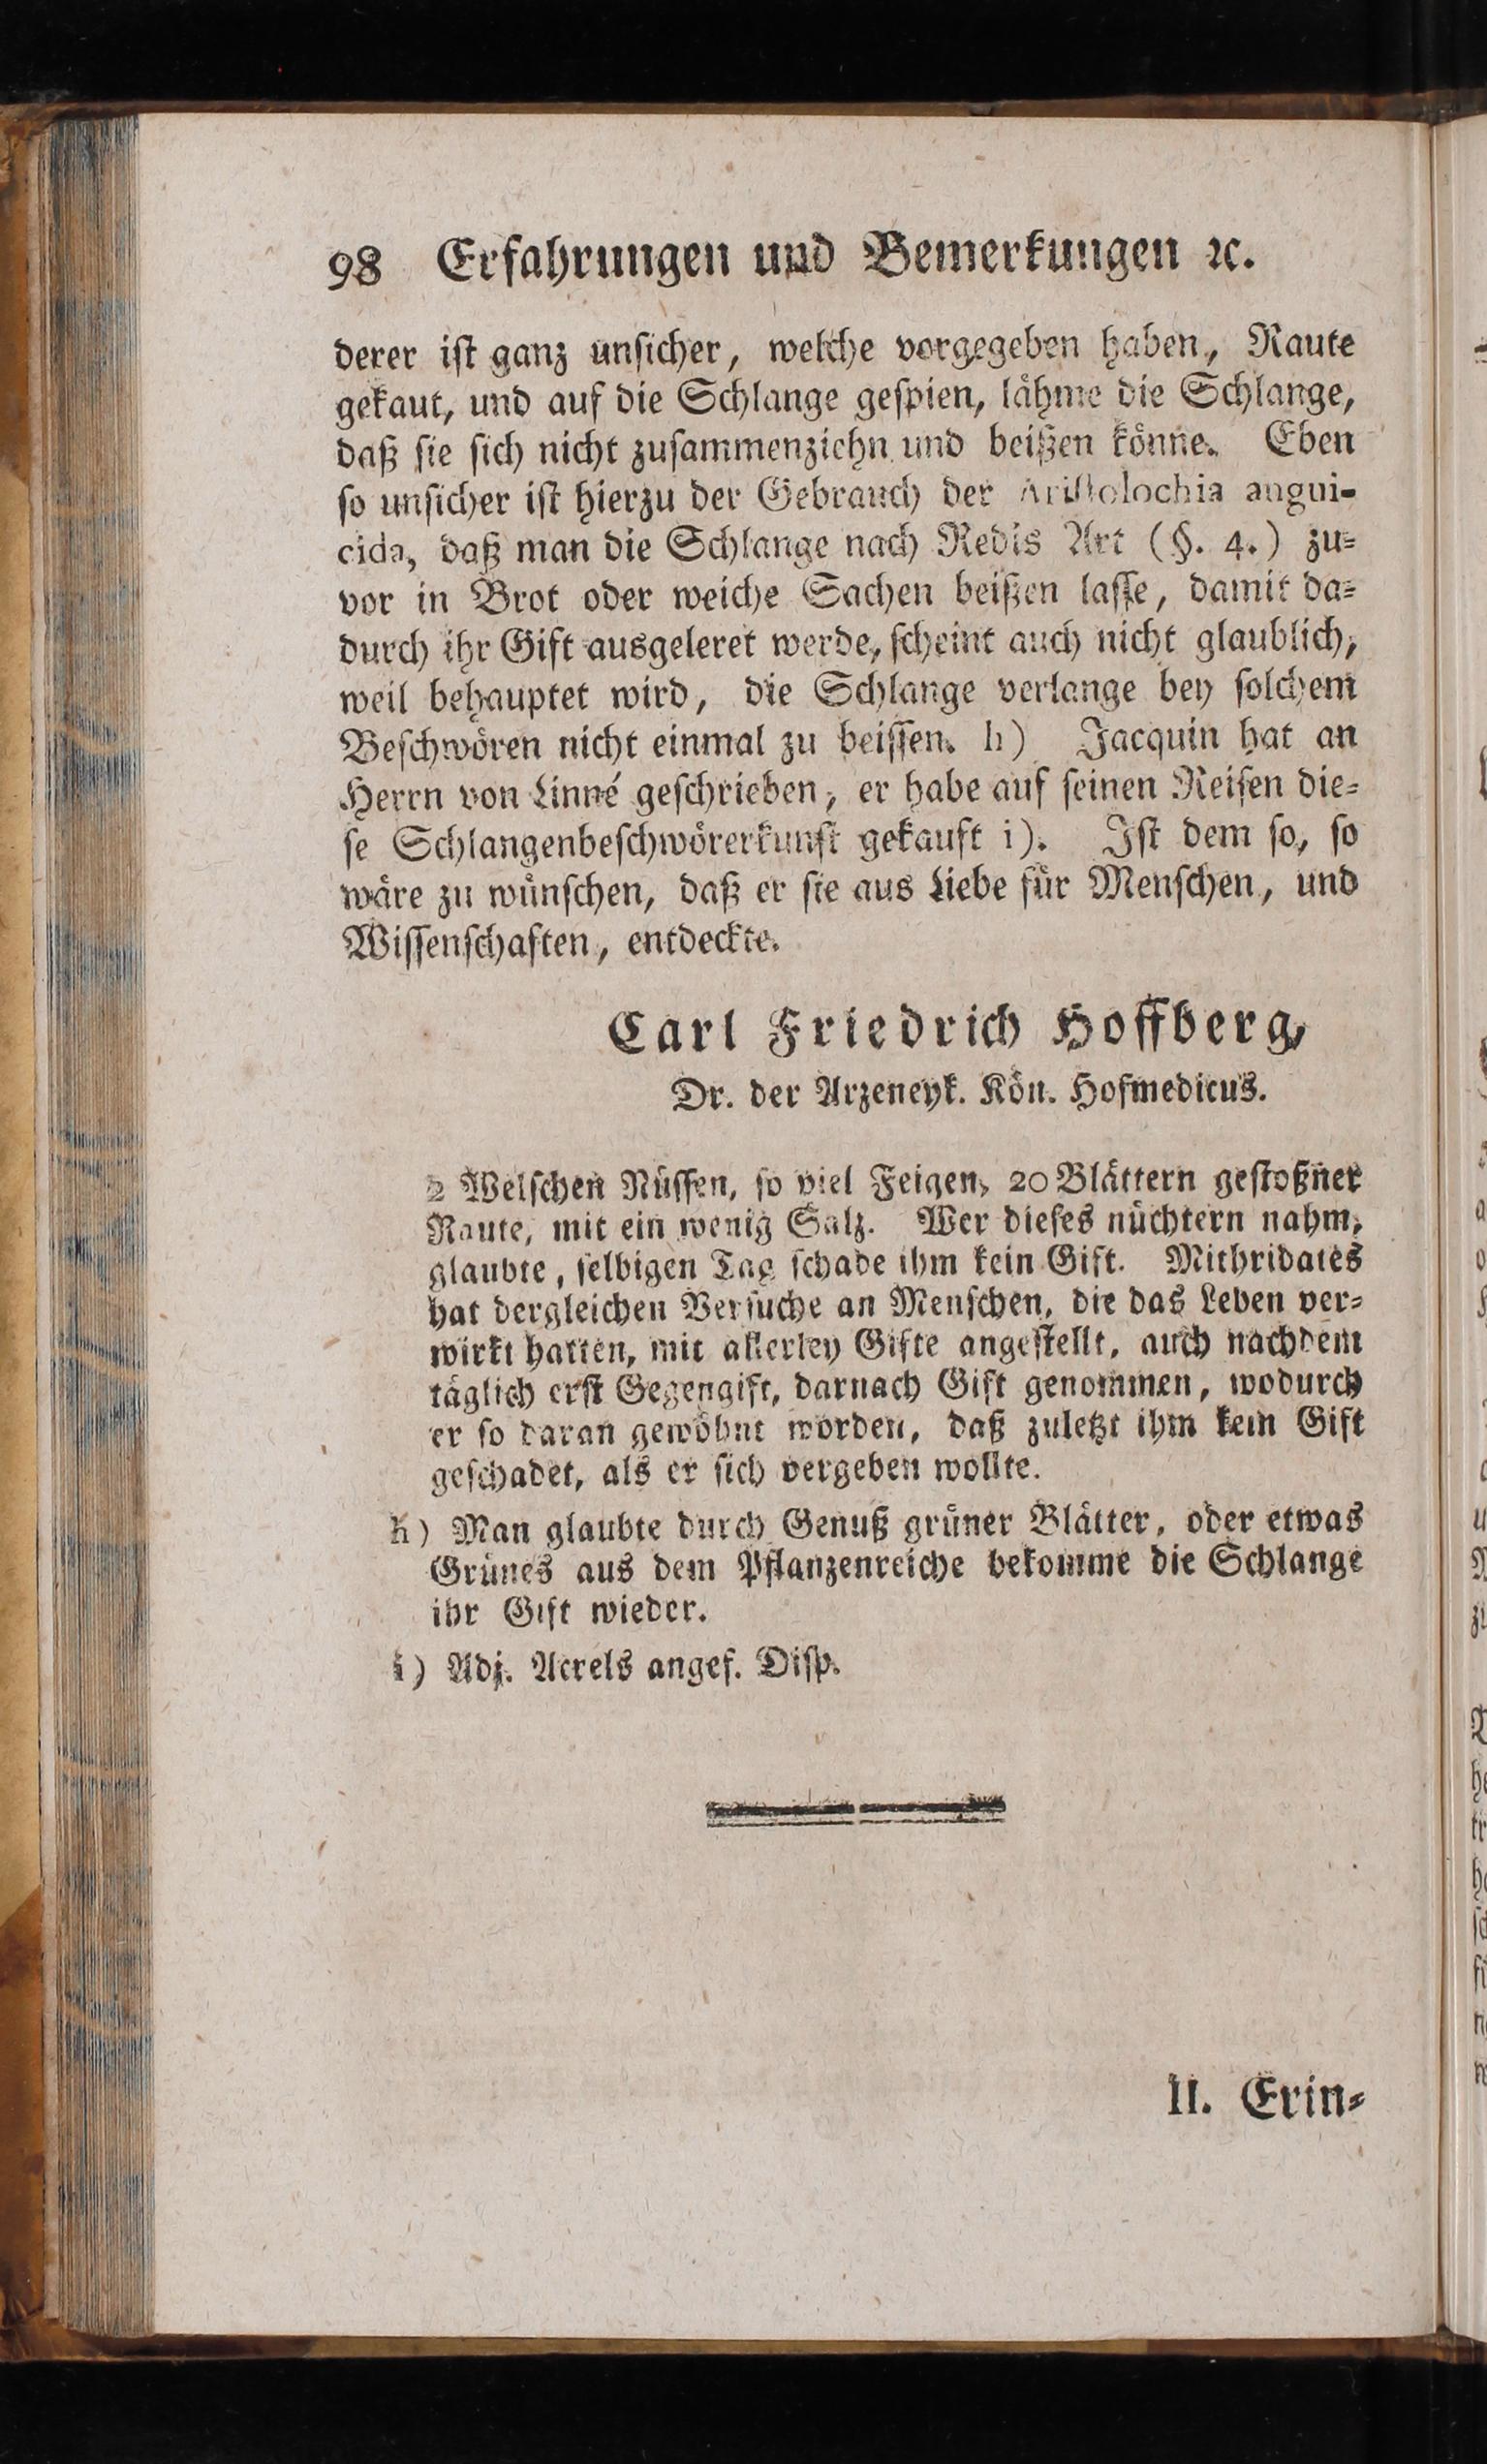 98 Erfahrungen und Bemerkungen ꝛc.
derer iſt ganz unſicher, welche vorgegeben haben, Raute
gekaut, und auf die Schlange geſpien, lähme die Schlange,
daß ſie ſich nicht zuſammenziehn und beißen könne. Eben
ſo unſicher iſt hierzu der Gebrauch der Ariſtolochia angui-
cida, daß man die Schlange nach Redis Art (§. 4.) zu-
vor in Brot oder weiche Sachen beißen laſſe, damit da-
durch ihr Gift ausgeleret werde, ſcheint auch nicht glaublich,
weil behauptet wird, die Schlange verlange bey ſolchem
Beſchwören nicht einmal zu beiſſen. h) Jacquin hat an
Herrn von Linné geſchrieben, er habe auf ſeinen Reiſen die-
ſe Schlangenbeſchwörerkunſt gekauft i). Iſt dem ſo, ſo
wäre zu wünſchen, daß er ſie aus Liebe für Menſchen, und
Wiſſenſchaften, entdeckte.
Carl Friedrich Hoffberg,
Dr. der Arzeneyk. Kön. Hofmedicus.
2 Welſchen Nüſſen, ſo viel Feigen, 20 Blättern geſtoßner
Raute, mit ein wenig Salz. Wer dieſes nüchtern nahm,
glaubte, ſelbigen Tag ſchade ihm kein Gift. Mithridates
hat dergleichen Verſuche an Menſchen, die das Leben ver-
wirkt hatten, mit allerley Gifte angeſtellt, auch nachdem
täglich erſt Gegengift, darnach Gift genommen, wodurch
er ſo daran gewöhnt worden, daß zuletzt ihm kein Gift
geſchadet, als er ſich vergeben wollte.
h) Man glaubte durch Genuß grüner Blätter, oder etwas
Grünes aus dem Pflanzenreiche bekomme die Schlange
ihr Gift wieder.
i) Adj. Acrels angef. Diſp.
II. Erin-